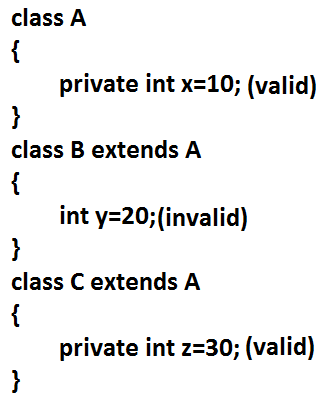 class A
{
private int x=10; (valid)
}
class B extends A
{
int y=20;(invalid)
}
class C extends A
{
private int z=30; (valid)
}